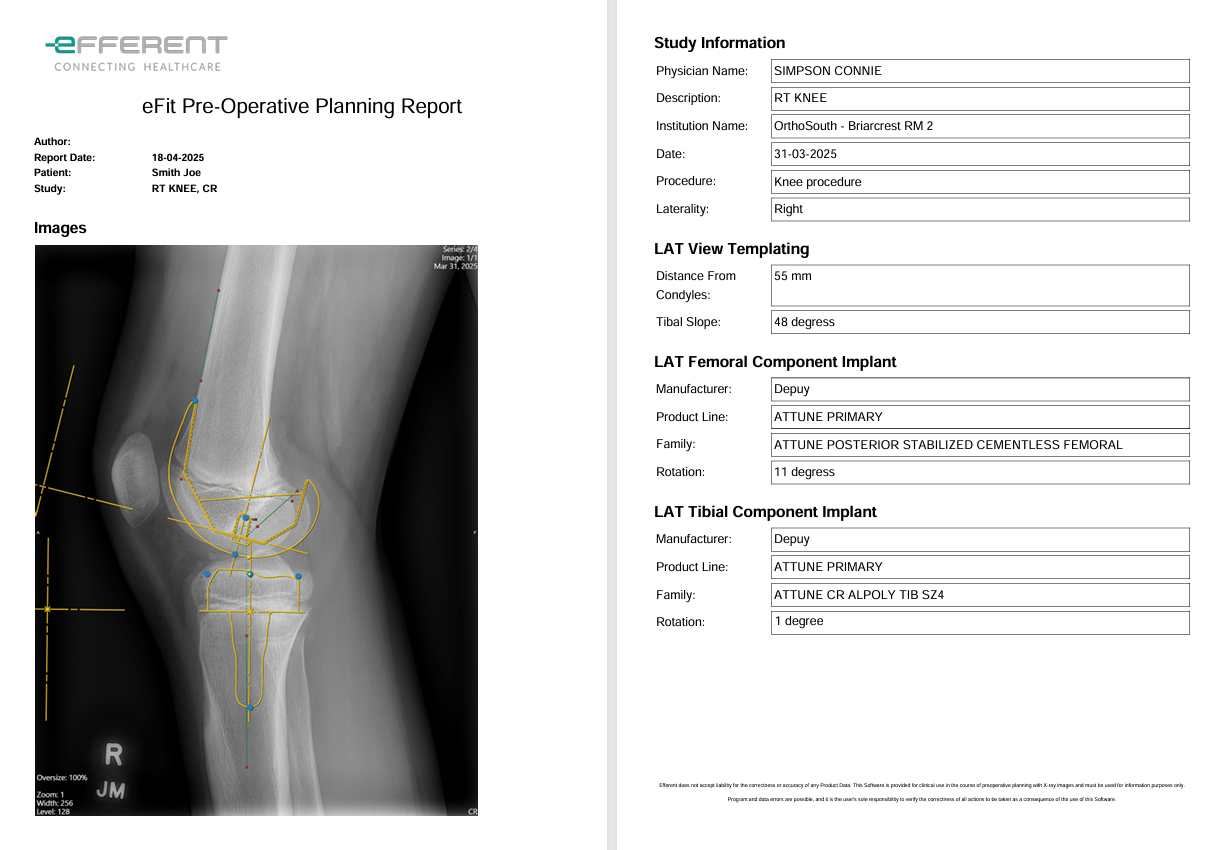 eFFERENT
CONNECTING HEALTHCARE
eFit Pre-Operative Planning Report
Author:
Report Date: 18-04-2025
Patient: Smith Joe
Study: RT KNEE, CR
Images
Series: 2/4
Image: 1/1
Mar 31, 2025
A
P
R
JM
Oversize: 100%
Zoom: 1
Width: 256
Level: 128
CR
Study Information
Physician Name: SIMPSON CONNIE
Description: RT KNEE
Institution Name: OrthoSouth - Briarcrest RM 2
Date: 31-03-2025
Procedure: Knee procedure
Laterality: Right
LAT View Templating
Distance From Condyles: 55 mm
Tibal Slope: 48 degress
LAT Femoral Component Implant
Manufacturer: Depuy
Product Line: ATTUNE PRIMARY
Family: ATTUNE POSTERIOR STABILIZED CEMENTLESS FEMORAL
Rotation: 11 degress
LAT Tibial Component Implant
Manufacturer: Depuy
Product Line: ATTUNE PRIMARY
Family: ATTUNE CR ALPOLY TIB SZ4
Rotation: 1 degree
Efferent does not accept liability for the correctness or accuracy of any Product Data. This Software is provided for clinical use in the course of preoperative planning with X-ray images and must be used for information purposes only.
Program and data errors are possible, and it is the user's sole responsibility to verify the correctness of all actions to be taken as a consequence of the use of this Software.